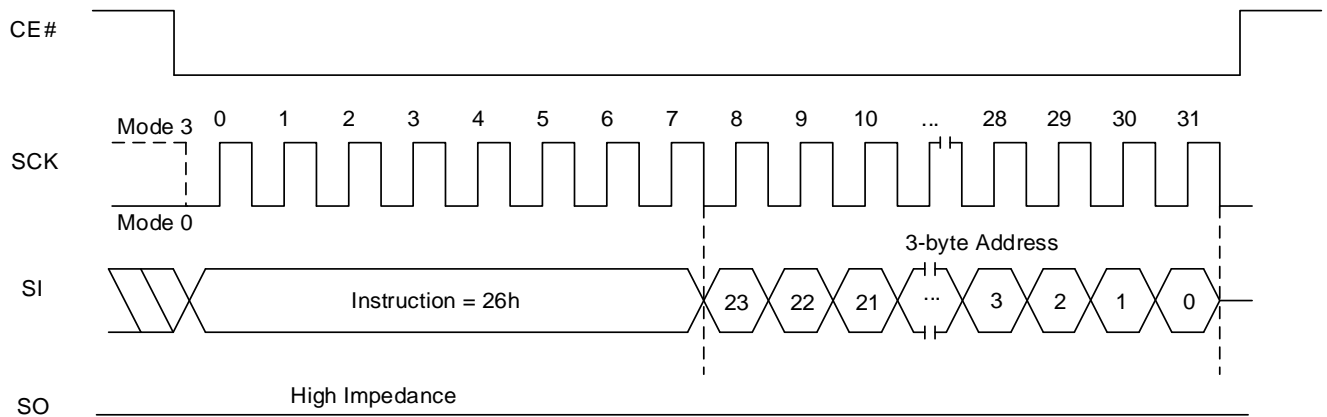 CE#
Mode 3
0 1 2 3 4 5 6 7 8 9 10 ... 28 29 30 31
SCK
Mode 0
3-byte Address
SI
Instruction = 26h
23 22 21 ... 3 2 1 0
High Impedance
SO